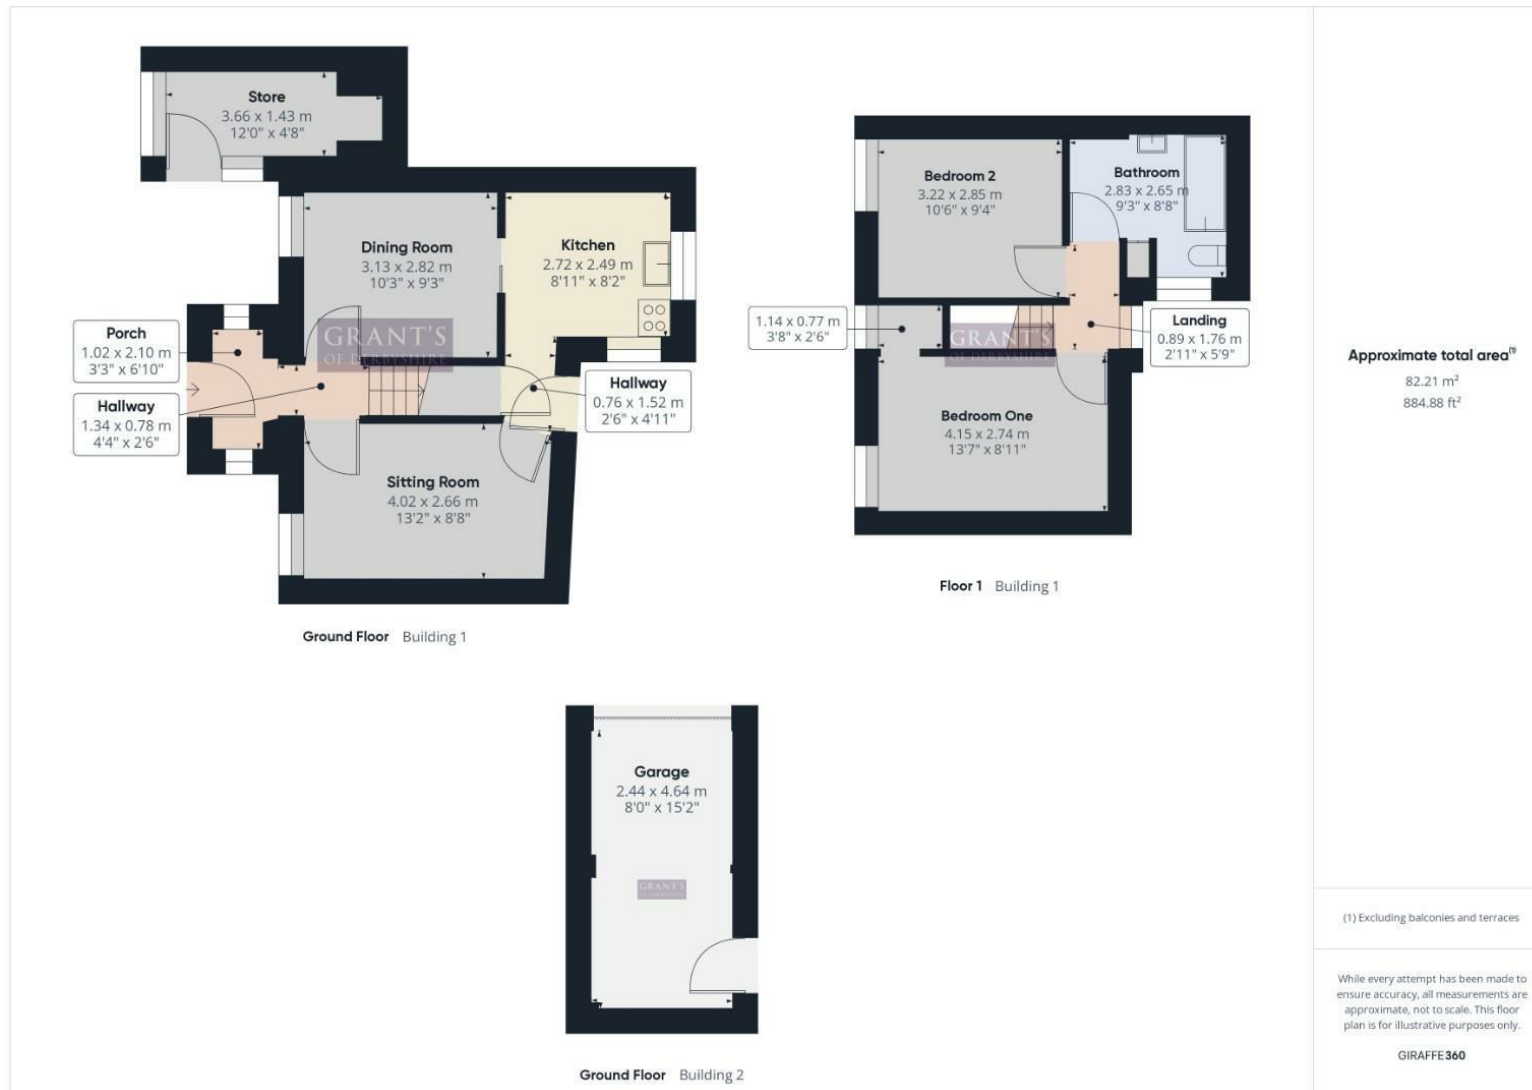 Store
3.66 x 1.43 m
12'0" x 4'8"
Dining Room
3.13 x 2.82 m
10'3" x 9'3"
Kitchen
2.72 x 2.49 m
8'11" x 8'2"
Porch
1.02 x 2.10 m
3'3" x 6'10"
Hallway
1.34 x 0.78 m
4'4" x 2'6"
GRANT'S
OF DERBYSHIRE
Hallway
0.76 x 1.52 m
2'6" x 4'11"
Sitting Room
4.02 x 2.66 m
13'2" x 8'8"
Ground Floor Building 1
Bedroom 2
3.22 x 2.85 m
10'6" x 9'4"
Bathroom
2.83 x 2.65 m
9'3" x 8'8"
1.14 x 0.77 m
3'8" x 2'6"
GRANT'S
OF DERBYSHIRE
Landing
0.89 x 1.76 m
2'11" x 5'9"
Bedroom One
4.15 x 2.74 m
13'7" x 8'11"
Floor 1 Building 1
Garage
2.44 x 4.64 m
8'0" x 15'2"
GRANT'S
Ground Floor Building 2
Approximate total area(1)
82.21 m²
884.88 ft²
(1) Excluding balconies and terraces
While every attempt has been made to
ensure accuracy, all measurements are
approximate, not to scale. This floor
plan is for illustrative purposes only.
GIRAFFE360